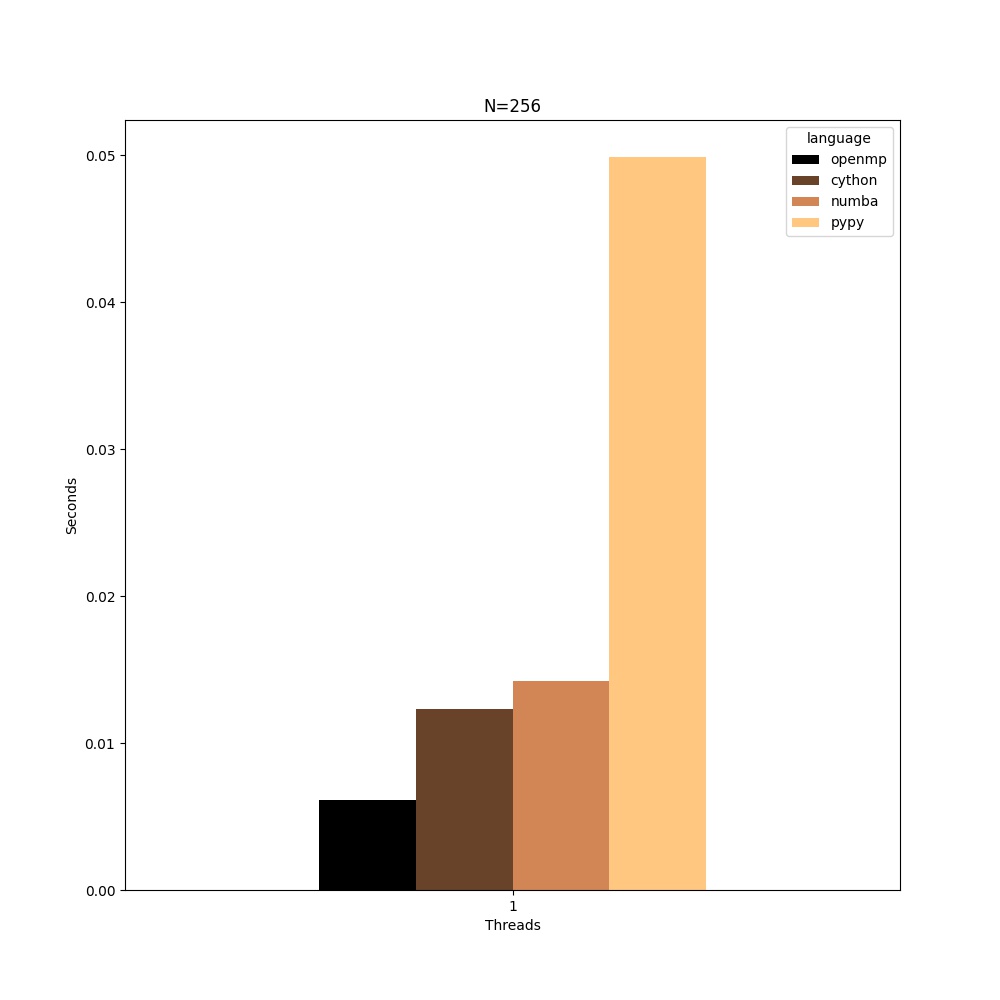 N=256
language
openmp
cython
numba
pypy
0.05
0.04
0.03
0.02
0.01
0.00
Seconds
1
Threads